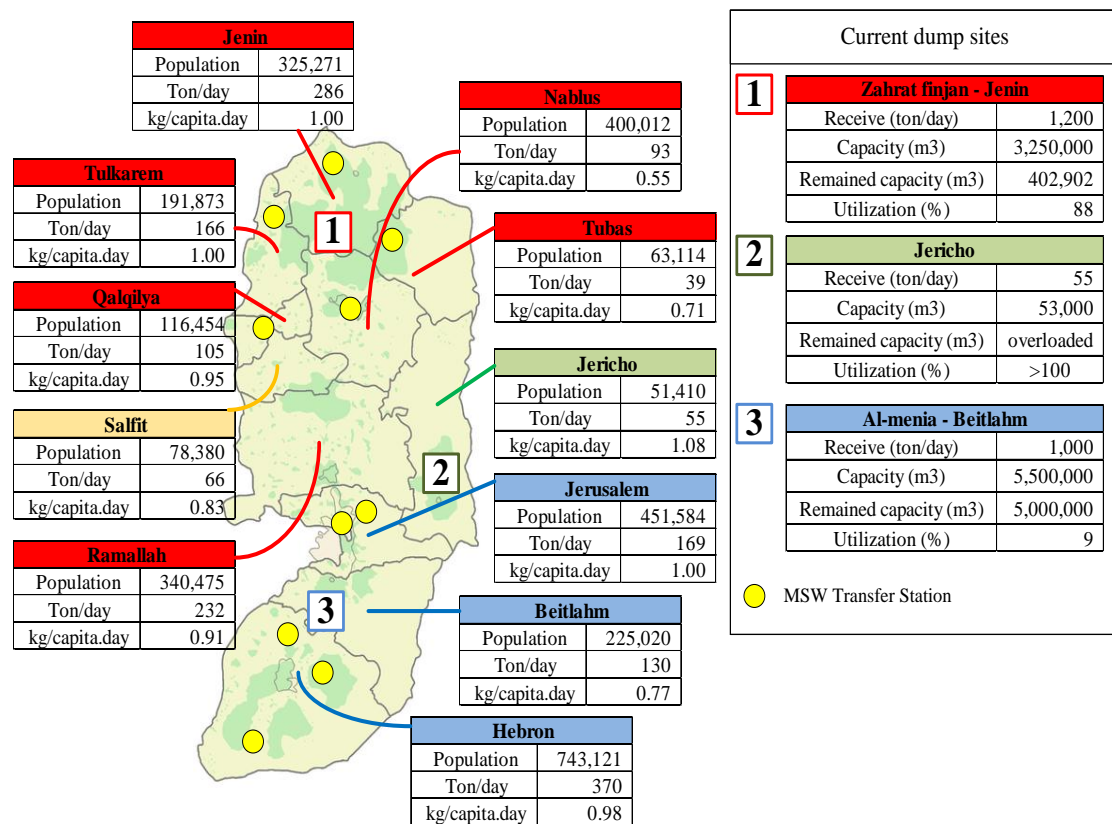 Jenin
Population 325,271
Ton/day 286
kg/capita.day 1.00
Nablus
Population 400,012
Ton/day 93
kg/capita.day 0.55
Tulkarem
Population 191,873
Ton/day 166
kg/capita.day 1.00
Tubas
Population 63,114
Ton/day 39
kg/capita.day 0.71
Qalqilya
Population 116,454
Ton/day 105
kg/capita.day 0.95
Jericho
Population 51,410
Ton/day 55
kg/capita.day 1.08
Salfit
Population 78,380
Ton/day 66
kg/capita.day 0.83
Jerusalem
Population 451,584
Ton/day 169
kg/capita.day 1.00
Ramallah
Population 340,475
Ton/day 232
kg/capita.day 0.91
Beitlahm
Population 225,020
Ton/day 130
kg/capita.day 0.77
Hebron
Population 743,121
Ton/day 370
kg/capita.day 0.98
1
2
3
Current dump sites
1
Zahrat finjan - Jenin
Receive (ton/day) 1,200
Capacity (m3) 3,250,000
Remained capacity (m3) 402,902
Utilization (%) 88
2
Jericho
Receive (ton/day) 55
Capacity (m3) 53,000
Remained capacity (m3) overloaded
Utilization (%) >100
3
Al-menia - Beitlahm
Receive (ton/day) 1,000
Capacity (m3) 5,500,000
Remained capacity (m3) 5,000,000
Utilization (%) 9
MSW Transfer Station